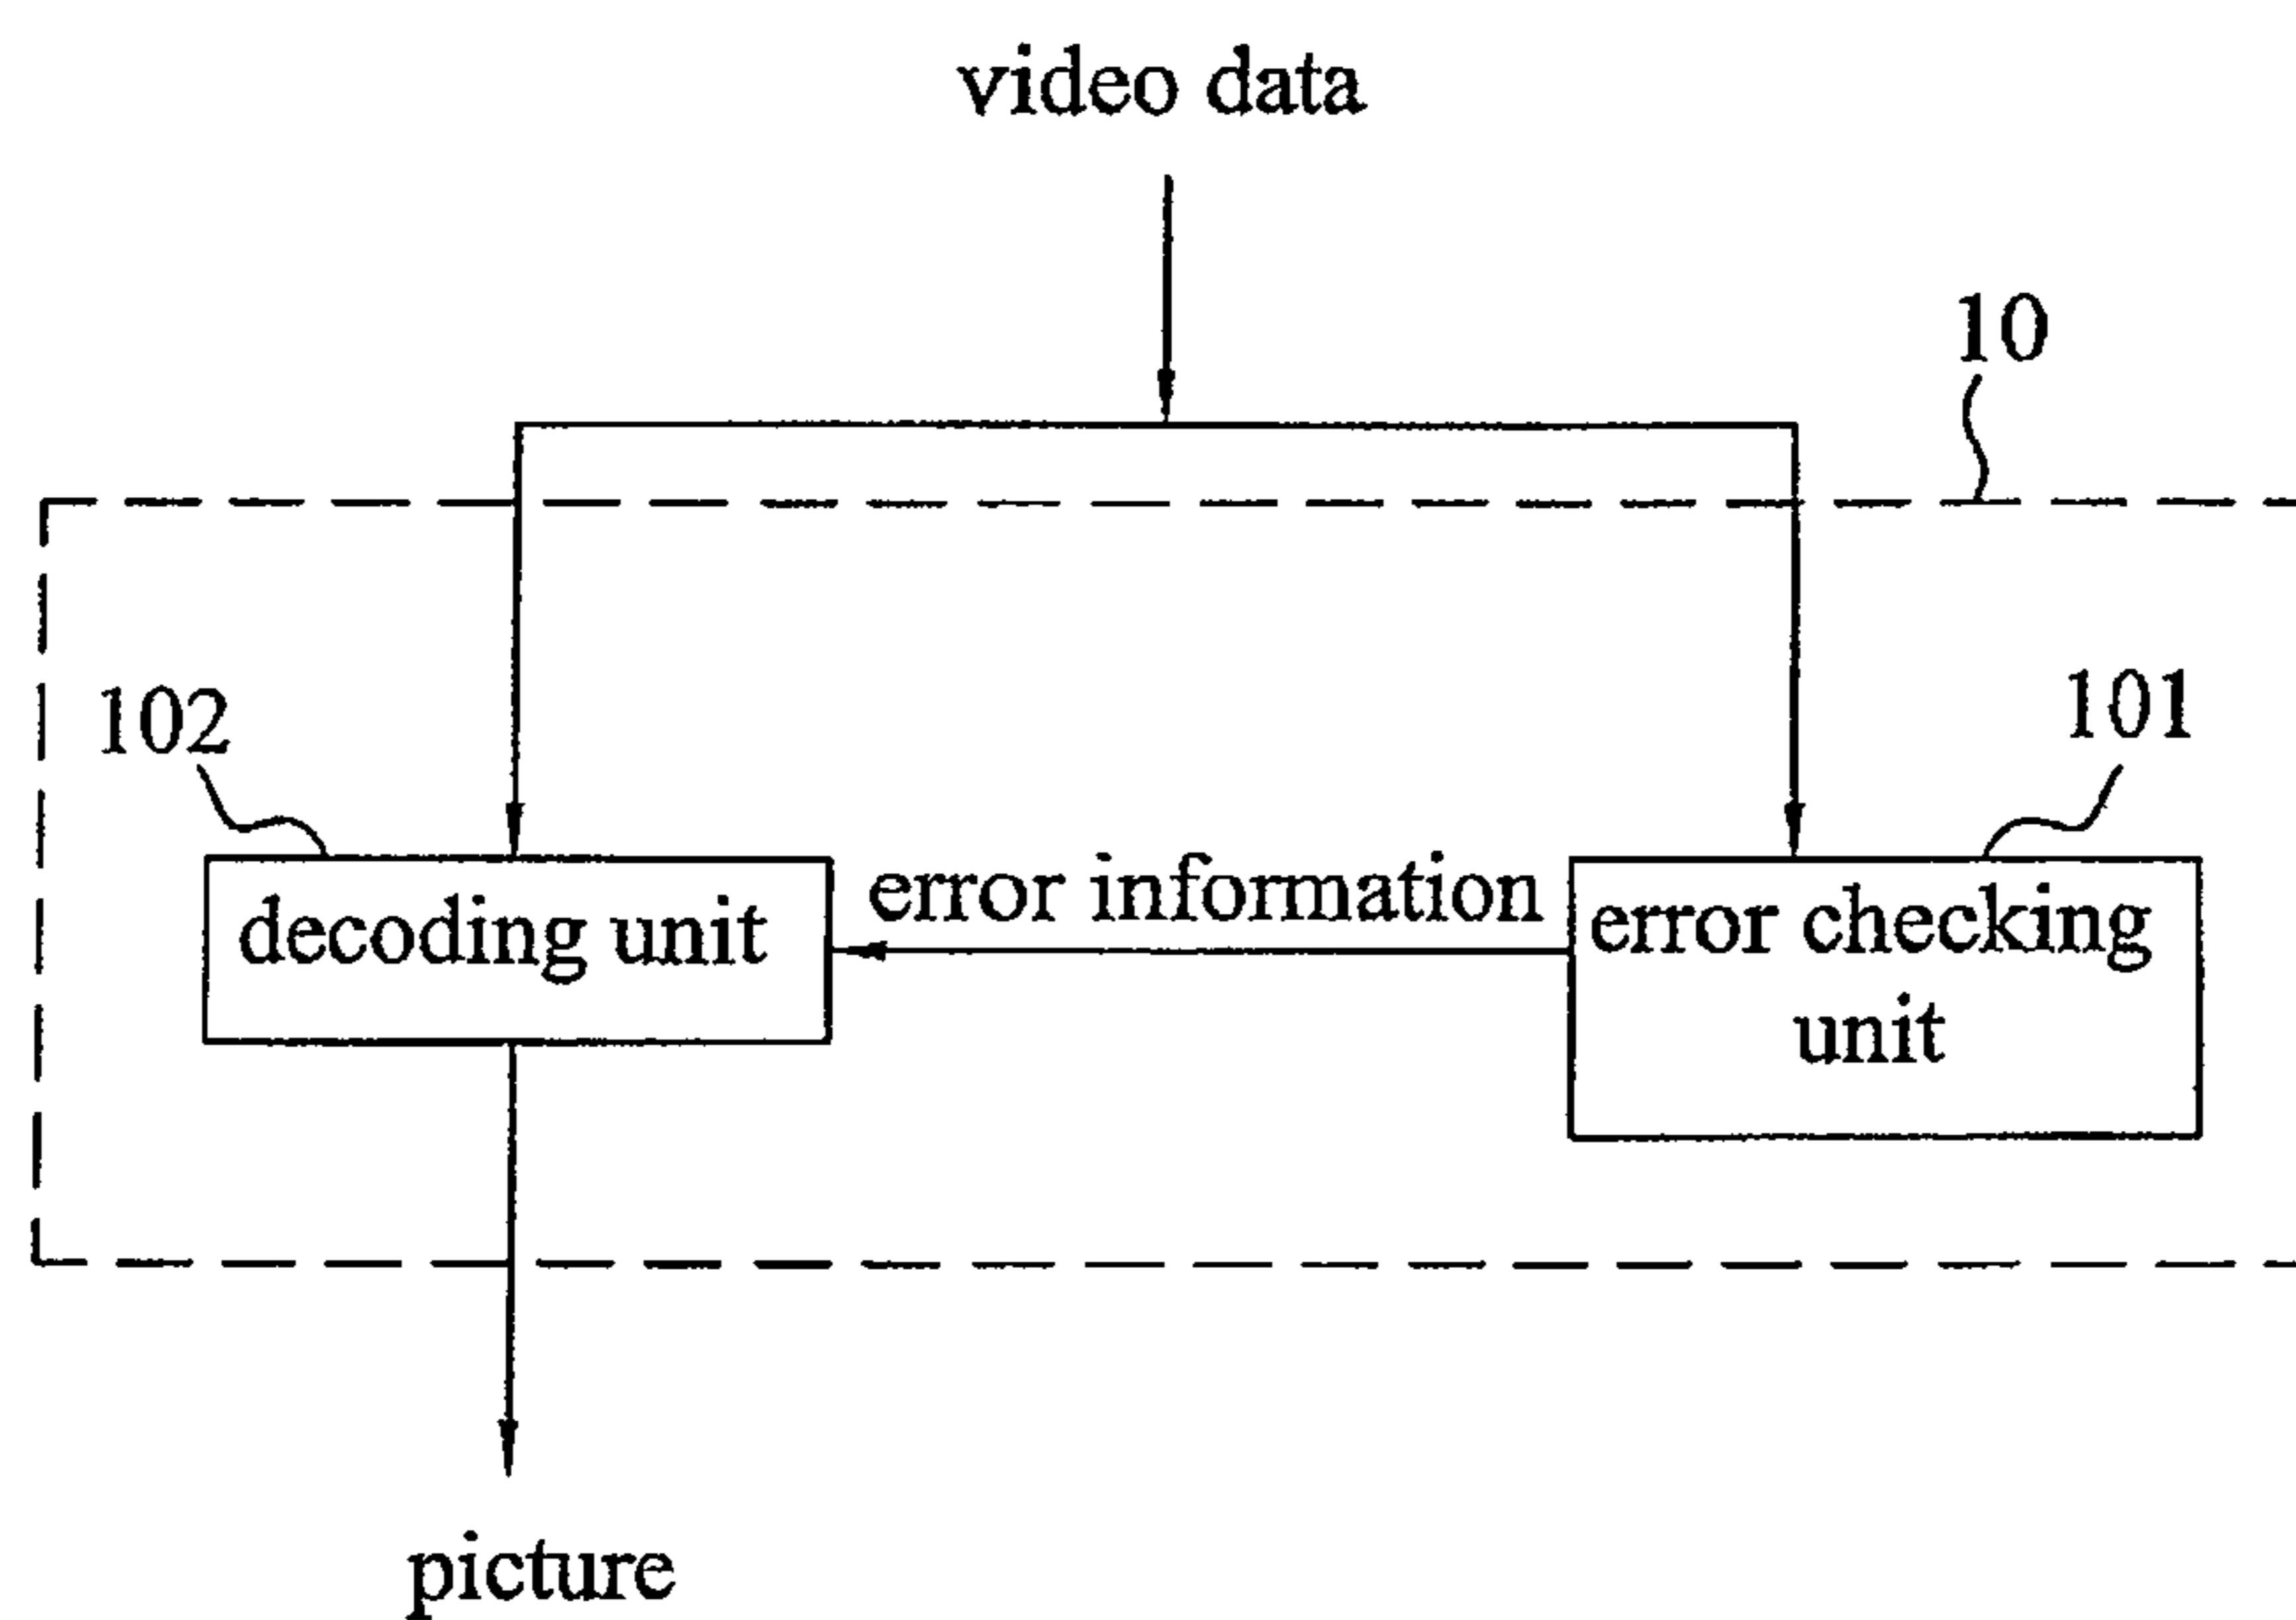 video data
10
102
101
decoding unit
error information
error checking
unit
picture